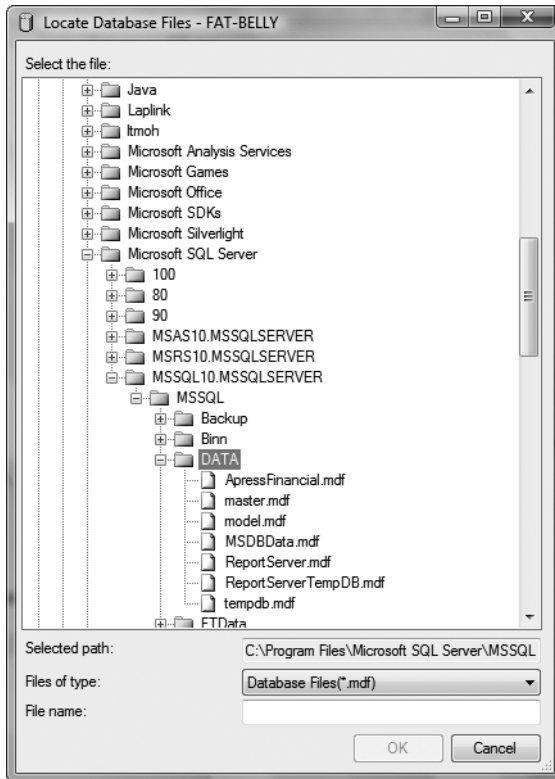 Locate Database Files - FAT-BELLY
Select the file:
Java
Laplink
ltmoh
Microsoft Analysis Services
Microsoft Games
Microsoft Office
Microsoft SDKs
Microsoft Silverlight
Microsoft SQL Server
100
80
90
MSAS10.MSSQLSERVER
MSRS10.MSSQLSERVER
MSSQL10.MSSQLSERVER
MSSQL
Backup
Binn
DATA
ApressFinancial.mdf
master.mdf
model.mdf
MSDBData.mdf
ReportServer.mdf
ReportServerTempDB.mdf
tempdb.mdf
FTData
Selected path: C:\Program Files\Microsoft SQL Server\MSSQL
Files of type: Database Files(*.mdf)
File name:
OK Cancel